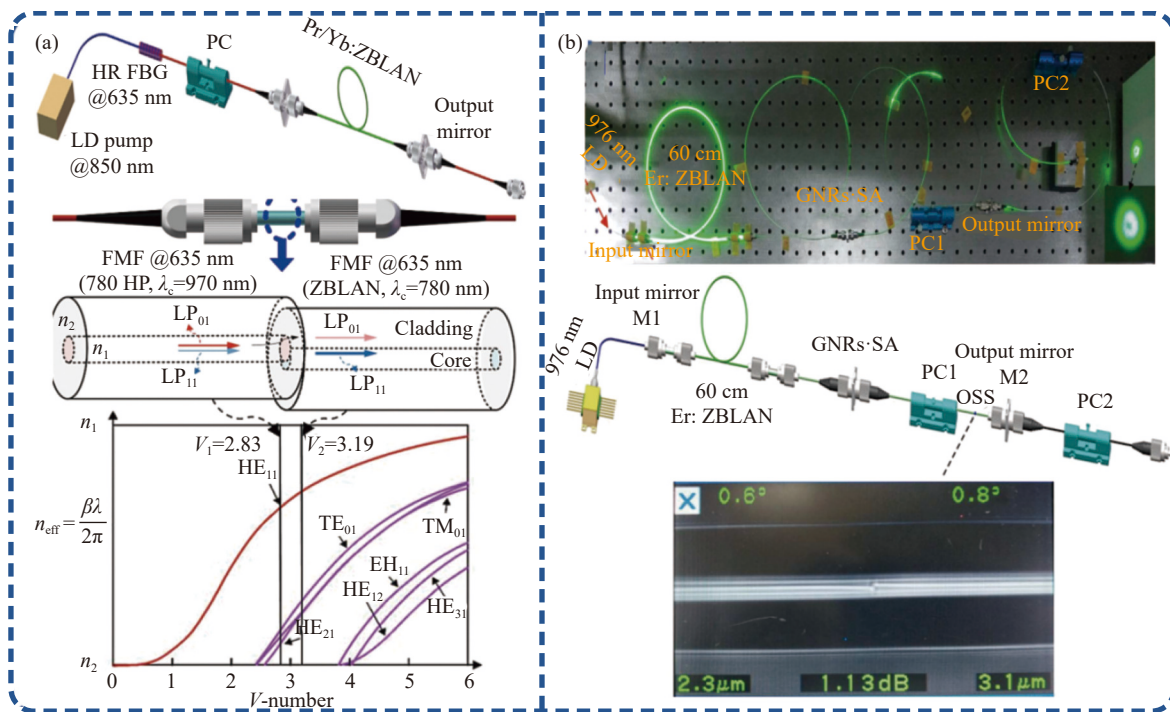 (a)
PC
HR FBG
@635 nm
LD pump
@850 nm
Pr/Yb:ZBLAN
Output
mirror
FMF @635 nm
(780 HP, λc=970 nm)
FMF @635 nm
(ZBLAN, λc=780 nm)
n2
n1
LP01
LP11
LP01
LP11
Cladding
Core
n1
V1=2.83
V2=3.19
HE11
neff=βλ/2π
TE01
TM01
EH11
HE12
HE31
HE21
n2
0 1 2 3 4 5 6
V-number
(b)
PC2
976 nm
LD
60 cm
Er: ZBLAN
GNRs·SA
Input mirror
PC1
Output mirror
Input mirror
M1
976 nm
LD
60 cm
Er: ZBLAN
GNRs·SA
PC1
OSS
Output mirror
M2
PC2
X
0.6°
0.8°
2.3μm
1.13dB
3.1μm